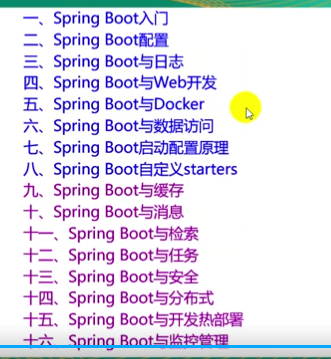 一、Spring Boot入门
二、Spring Boot配置
三、Spring Boot与日志
四、Spring Boot与Web开发
五、Spring Boot与Docker
六、Spring Boot与数据访问
七、Spring Boot启动配置原理
八、Spring Boot自定义starters
九、Spring Boot与缓存
十、Spring Boot与消息
十一、Spring Boot与检索
十二、Spring Boot与任务
十三、Spring Boot与安全
十四、Spring Boot与分布式
十五、Spring Boot与开发热部署
十六、Spring Boot与监控管理